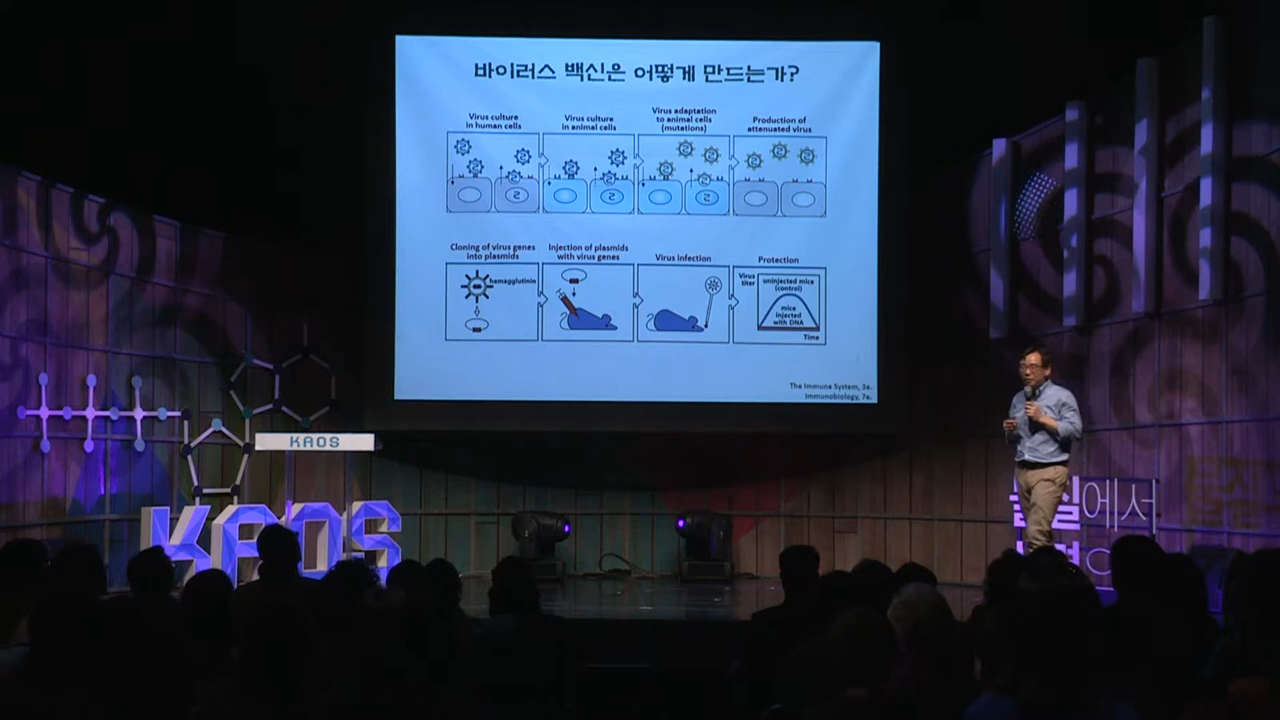 바이러스 백신은 어떻게 만드는가?
Virus culture
in human cells
Virus culture
in animal cells
Virus adaptation
to animal cells
(mutations)
Production of
attenuated virus
Cloning of virus genes
into plasmids
hemagglutinin
Injection of plasmids
with virus genes
Virus infection
Protection
Virus
titer
uninjected mice
(control)
mice
injected
with DNA
Time
The Immune System, 3e.
Immunobiology, 7e.
KAOS
KAOS
에서